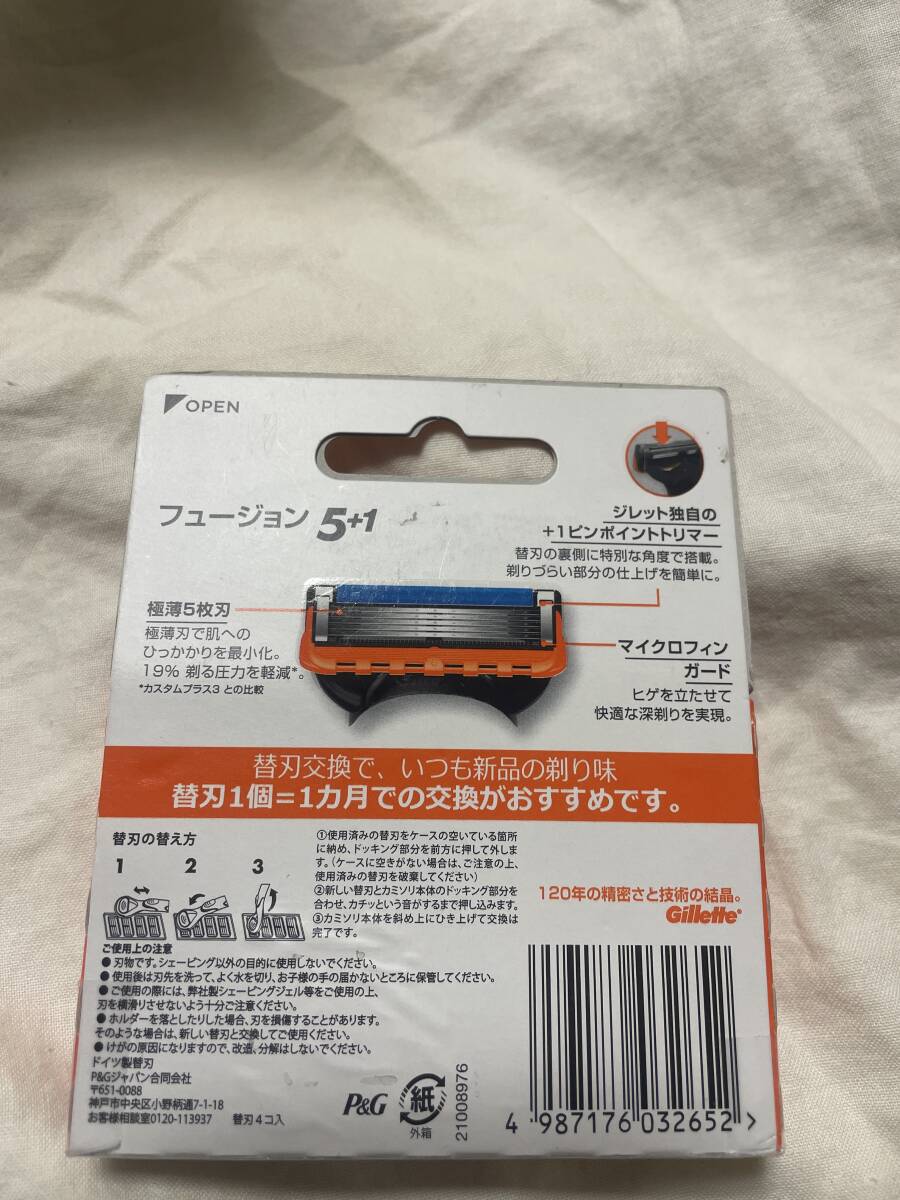 OPEN
フュージョン 5+1
ジレット独自の
+1ピンポイントトリマー
替刃の裏側に特別な角度で搭載。
剃りづらい部分の仕上げを簡単に。
極薄5枚刃
極薄刃で肌への
ひっかかりを最小化。
19% 剃る圧力を軽減*。
*カスタムプラス3 との比較
マイクロフィン
ガード
ヒゲを立たせて
快適な深剃りを実現。
替刃交換で、いつも新品の剃り味
替刃1個=1カ月での交換がおすすめです。
替刃の替え方
1 2 3
①使用済みの替刃をケースの空いている箇所
に納め、ドッキング部分を前方に押して外しま
す。(ケースに空きがない場合は、ご注意の上、
使用済みの替刃を破棄してください)
②新しい替刃とカミソリ本体のドッキング部分を
合わせ、カチッという音がするまで押し込みます。
③カミソリ本体を斜め上にひき上げて交換は
完了です。
120年の精密さと技術の結晶。
Gillette
ご使用上の注意
●刃物です。シェービング以外の目的に使用しないでください。
●使用後は刃先を洗って、よく水を切り、お子様の手の届かないところに保管してください。
●ご使用の際には、弊社製シェービングジェル等をご使用の上、
刃を横滑りさせないよう十分ご注意ください。
●ホルダーを落としたりした場合、刃を損傷することがあります。
そのような場合は、新しい替刃と交換してご使用ください。
●けがの原因になりますので、改造、分解はしないでください。
ドイツ製替刃
P&Gジャパン合同会社
〒651-0088
神戸市中央区小野柄通7-1-18
お客様相談室0120-113937 替刃4コ入
P&G
紙
外箱
21008976
4 987176 032652 >